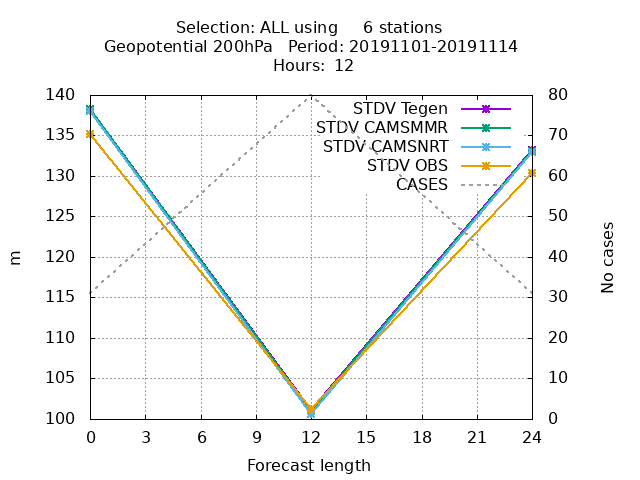 Selection: ALL using     6 stations
Geopotential 200hPa   Period: 20191101-20191114
Hours: 12
140 80
STDV Tegen
STDV CAMSMMR
135 70
STDV CAMSNRT
STDV OBS
130 60
CASES
125 50
120 40
m
No cases
115 30
110 20
105 10
100 0
0 3 6 9 12 15 18 21 24
Forecast length